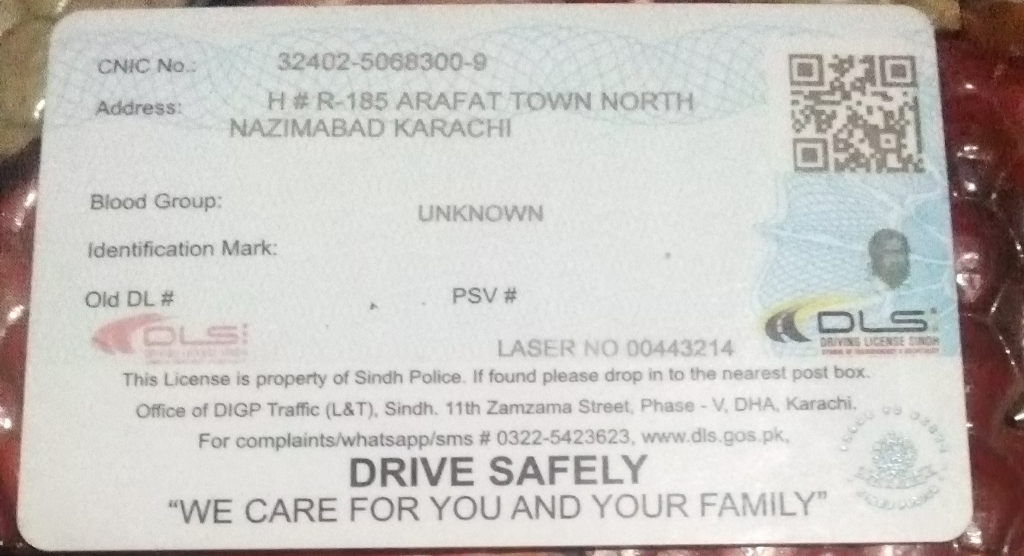 CNIC No.: 32402-5068300-9
Address: H # R-185 ARAFAT TOWN NORTH
NAZIMABAD KARACHI
Blood Group: UNKNOWN
Identification Mark:
Old DL # PSV #
DLS
DLS
DRIVING LICENSE SINDH
LASER NO 00443214
This License is property of Sindh Police. If found please drop in to the nearest post box.
Office of DIGP Traffic (L&T), Sindh. 11th Zamzama Street, Phase - V, DHA, Karachi.
For complaints/whatsapp/sms # 0322-5423623, www.dls.gos.pk,
DRIVE SAFELY
“WE CARE FOR YOU AND YOUR FAMILY”